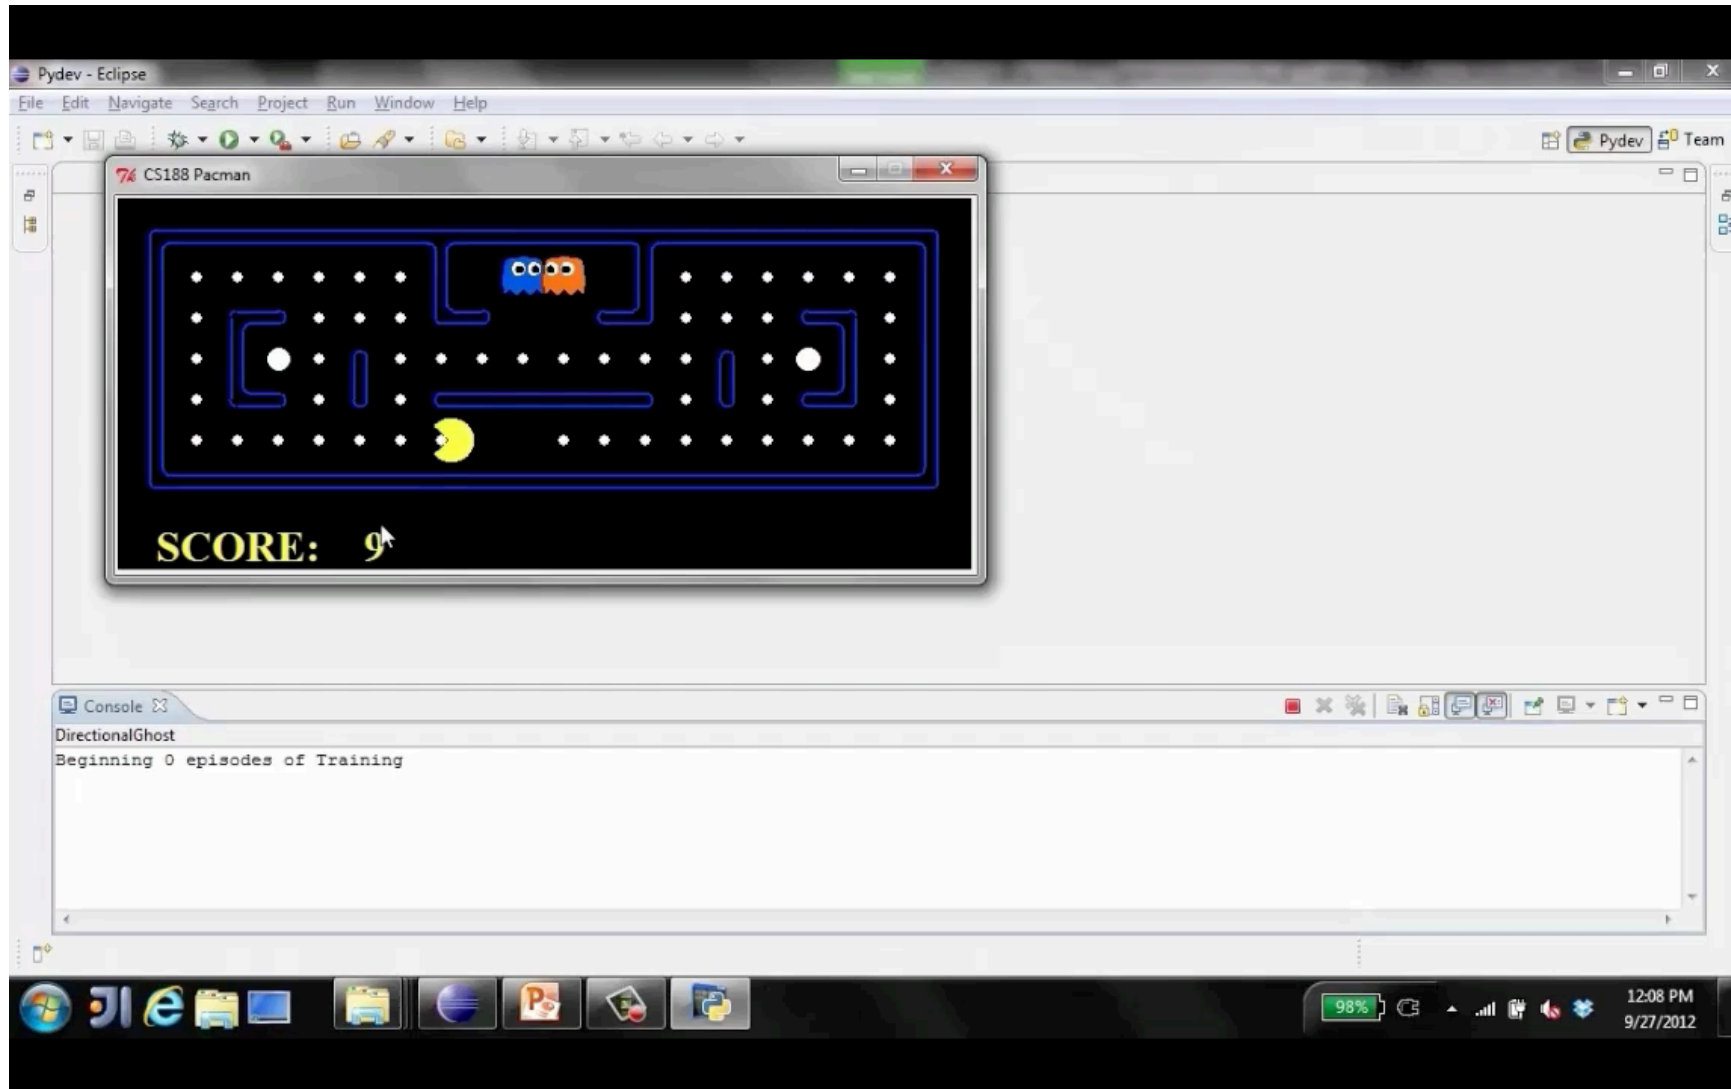 Pydev - Eclipse
File Edit Navigate Search Project Run Window Help
Pydev Team
CS188 Pacman
SCORE: 9
Console
DirectionalGhost
Beginning 0 episodes of Training
98%
12:08 PM
9/27/2012